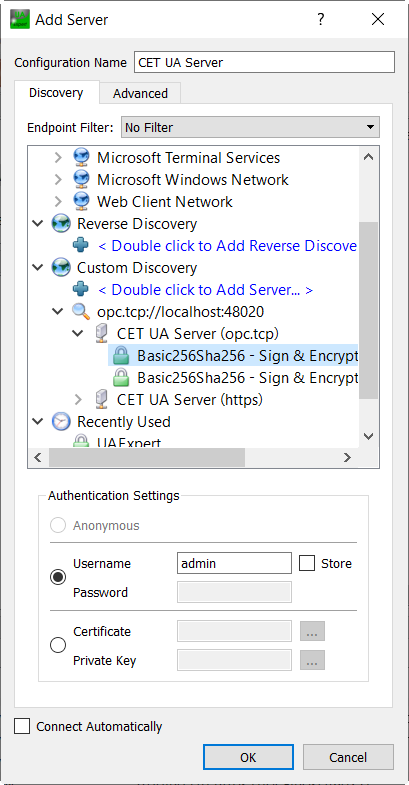 Add Server
Configuration Name CET UA Server
Discovery Advanced
Endpoint Filter: No Filter
Microsoft Terminal Services
Microsoft Windows Network
Web Client Network
Reverse Discovery
< Double click to Add Reverse Discove
Custom Discovery
< Double click to Add Server... >
opc.tcp://localhost:48020
CET UA Server (opc.tcp)
Basic256Sha256 - Sign & Encrypt
Basic256Sha256 - Sign & Encrypt
CET UA Server (https)
Recently Used
UAExpert
Authentication Settings
Anonymous
Username admin Store
Password
Certificate ...
Private Key ...
Connect Automatically
OK Cancel